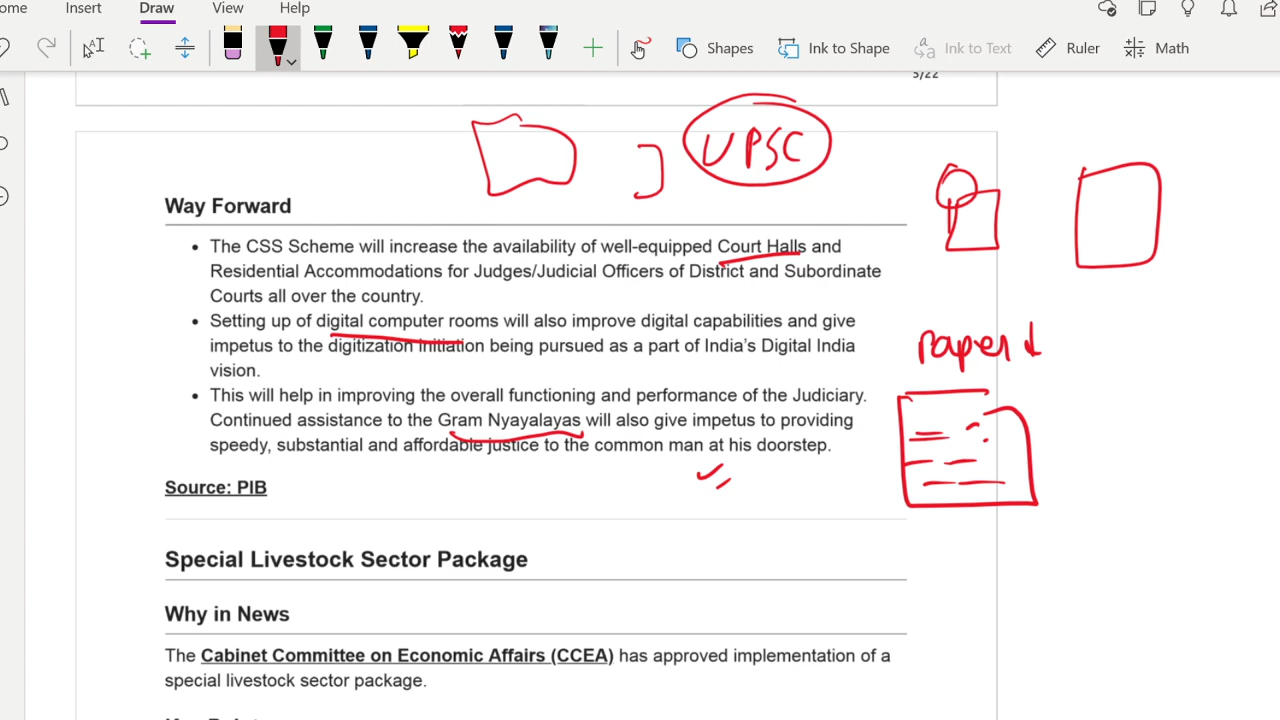 Draw View Help
Shapes Ink to Shape Ink to Text Ruler Math
5/22
UPSC
Way Forward
• The CSS Scheme will increase the availability of well-equipped Court Halls and
Residential Accommodations for Judges/Judicial Officers of District and Subordinate
Courts all over the country.
• Setting up of digital computer rooms will also improve digital capabilities and give
impetus to the digitization initiation being pursued as a part of India's Digital India
vision.
paper
• This will help in improving the overall functioning and performance of the Judiciary.
Continued assistance to the Gram Nyayalayas will also give impetus to providing
speedy, substantial and affordable justice to the common man at his doorstep.
Source: PIB
Special Livestock Sector Package
Why in News
The Cabinet Committee on Economic Affairs (CCEA) has approved implementation of a
special livestock sector package.